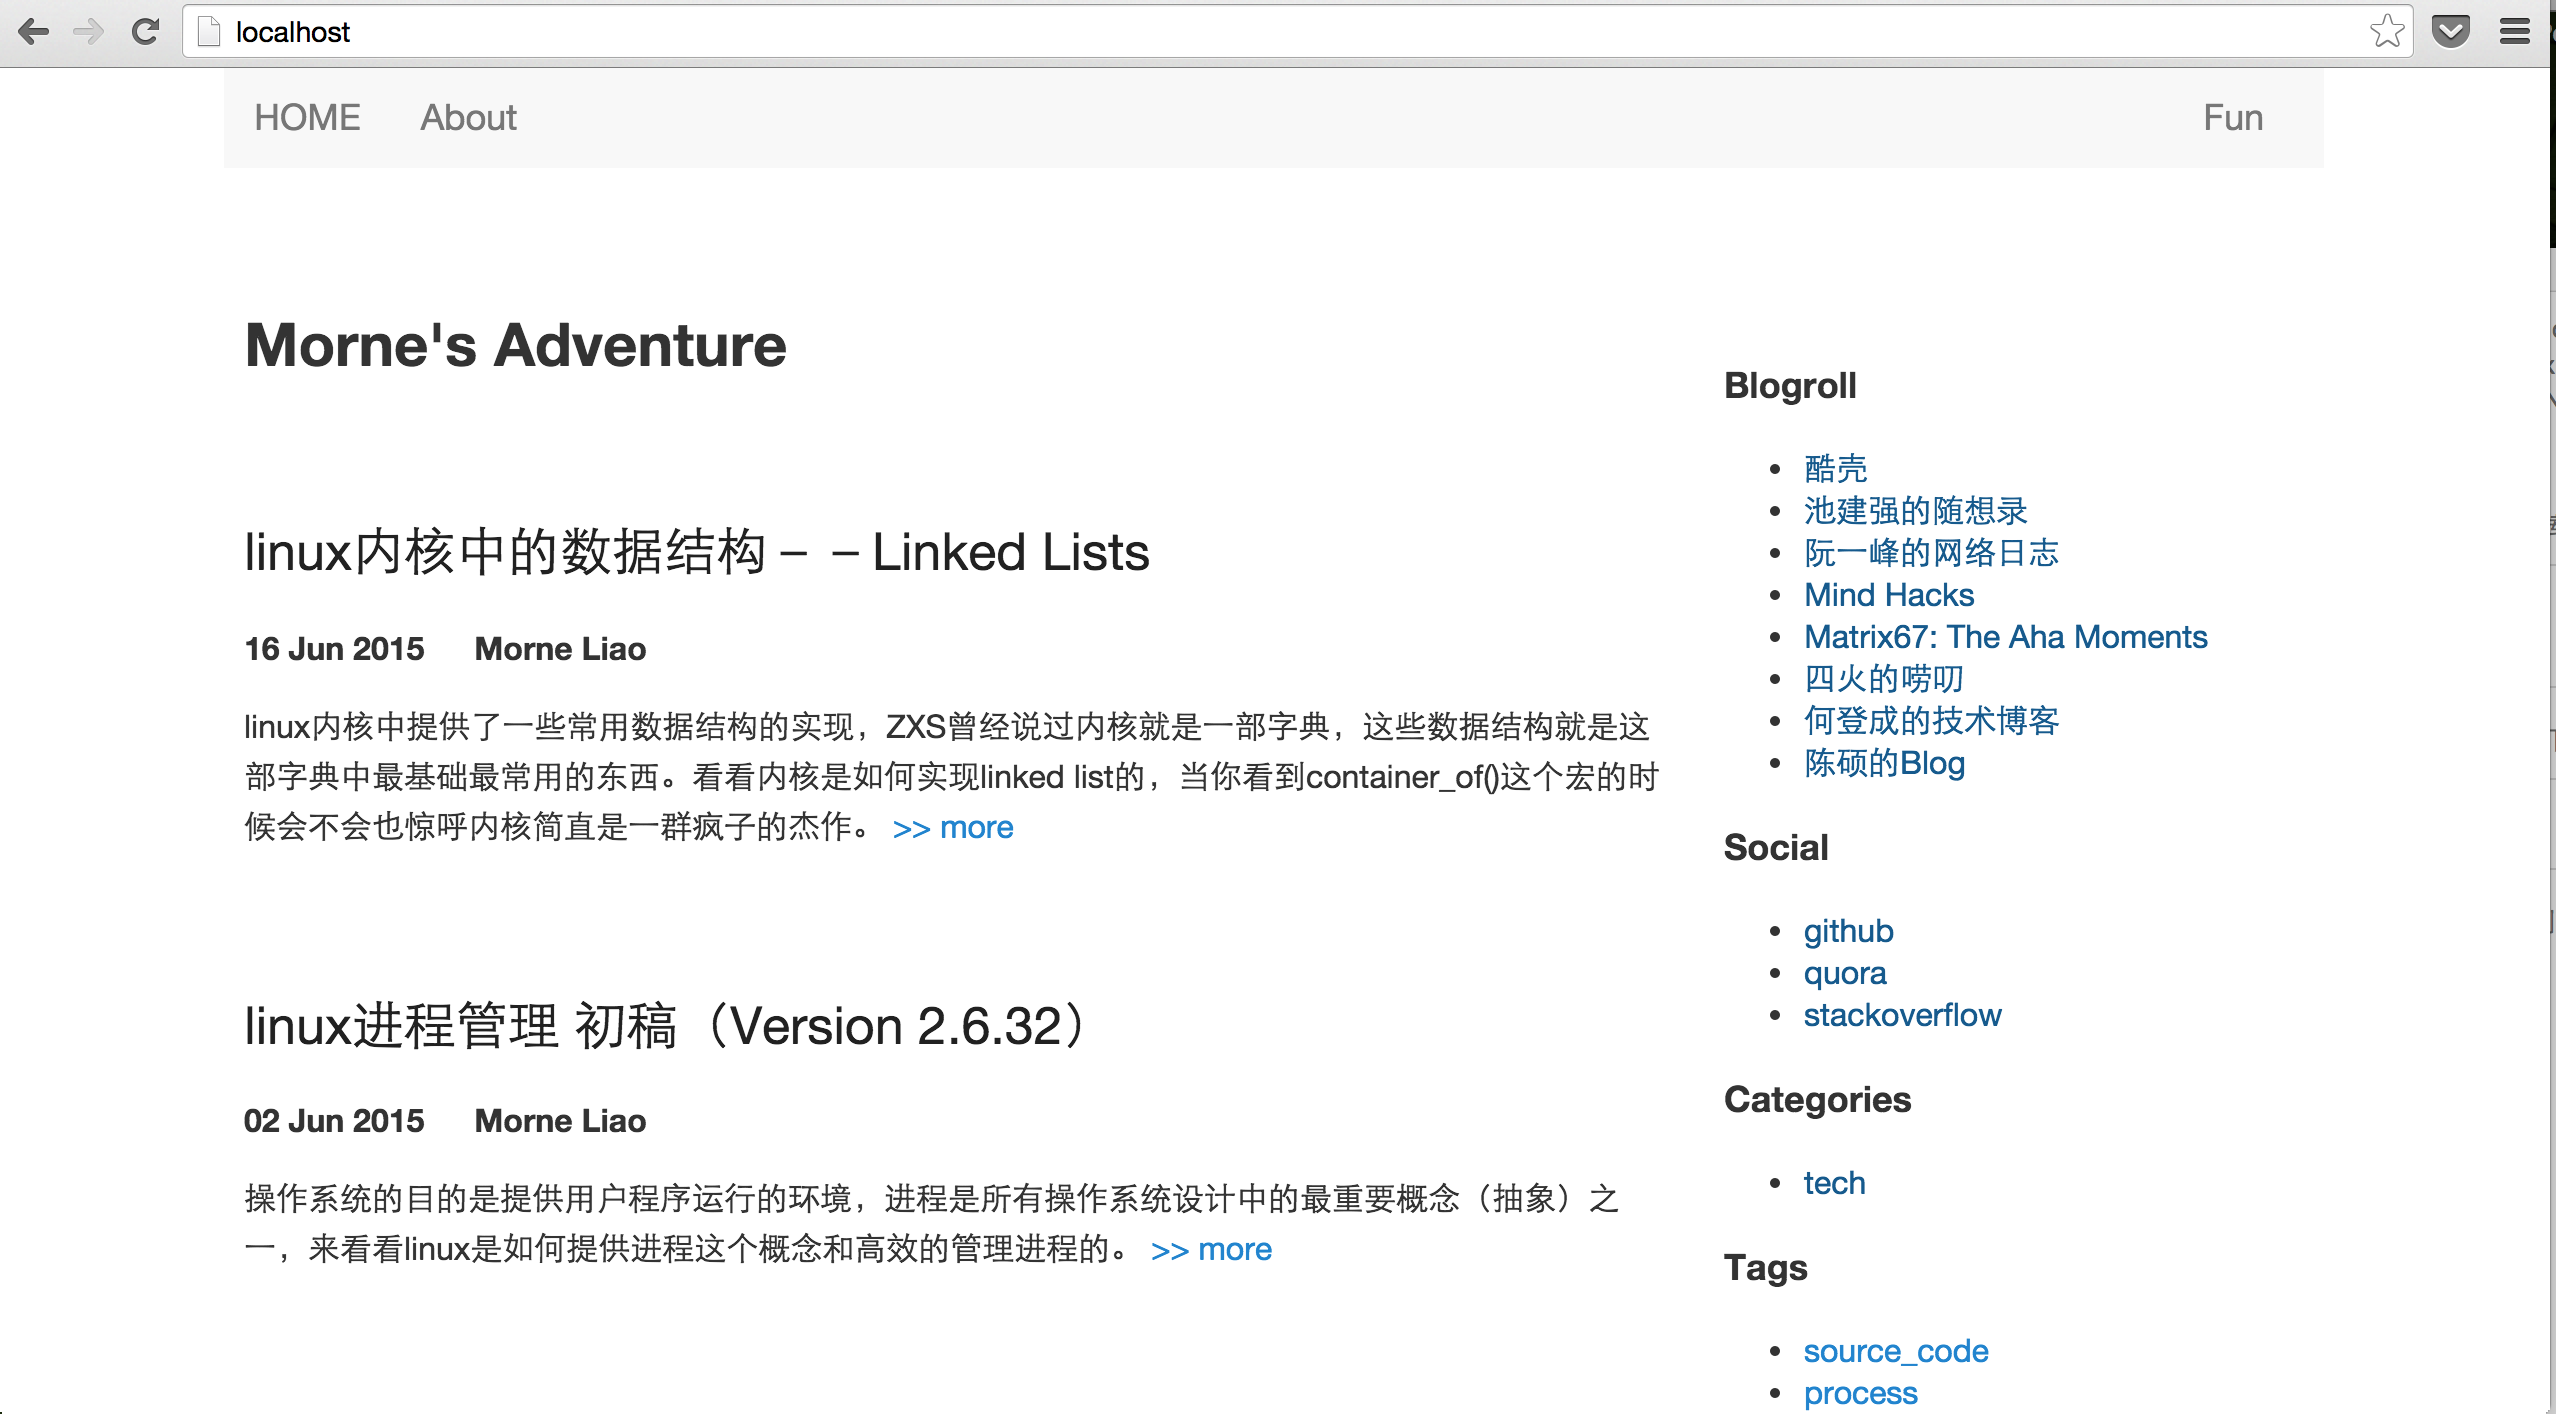 localhost
HOME
About
Fun
Morne's Adventure
linux内核中的数据结构－－Linked Lists
16 Jun 2015 Morne Liao
linux内核中提供了一些常用数据结构的实现，ZXS曾经说过内核就是一部字典，这些数据结构就是这
部字典中最基础最常用的东西。看看内核是如何实现linked list的，当你看到container_of()这个宏的时
候会不会也惊呼内核简直是一群疯子的杰作。 >> more
linux进程管理 初稿（Version 2.6.32）
02 Jun 2015 Morne Liao
操作系统的目的是提供用户程序运行的环境，进程是所有操作系统设计中的最重要概念（抽象）之
一，来看看linux是如何提供进程这个概念和高效的管理进程的。 >> more
Blogroll
酷壳
池建强的随想录
阮一峰的网络日志
Mind Hacks
Matrix67: The Aha Moments
四火的唠叨
何登成的技术博客
陈硕的Blog
Social
github
quora
stackoverflow
Categories
tech
Tags
source_code
process